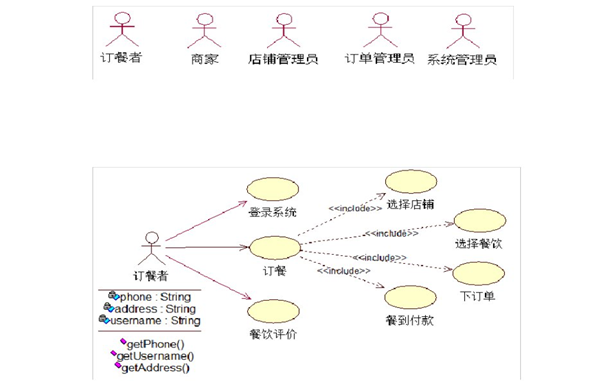 订餐者
商家
店铺管理员
订单管理员
系统管理员
登录系统
<<include>>
选择店铺
<<include>>
选择餐饮
订餐
<<include>>
下订单
<<include>>
餐到付款
餐饮评价
订餐者
phone : String
address : String
username : String
getPhone()
getUsername()
getAddress()